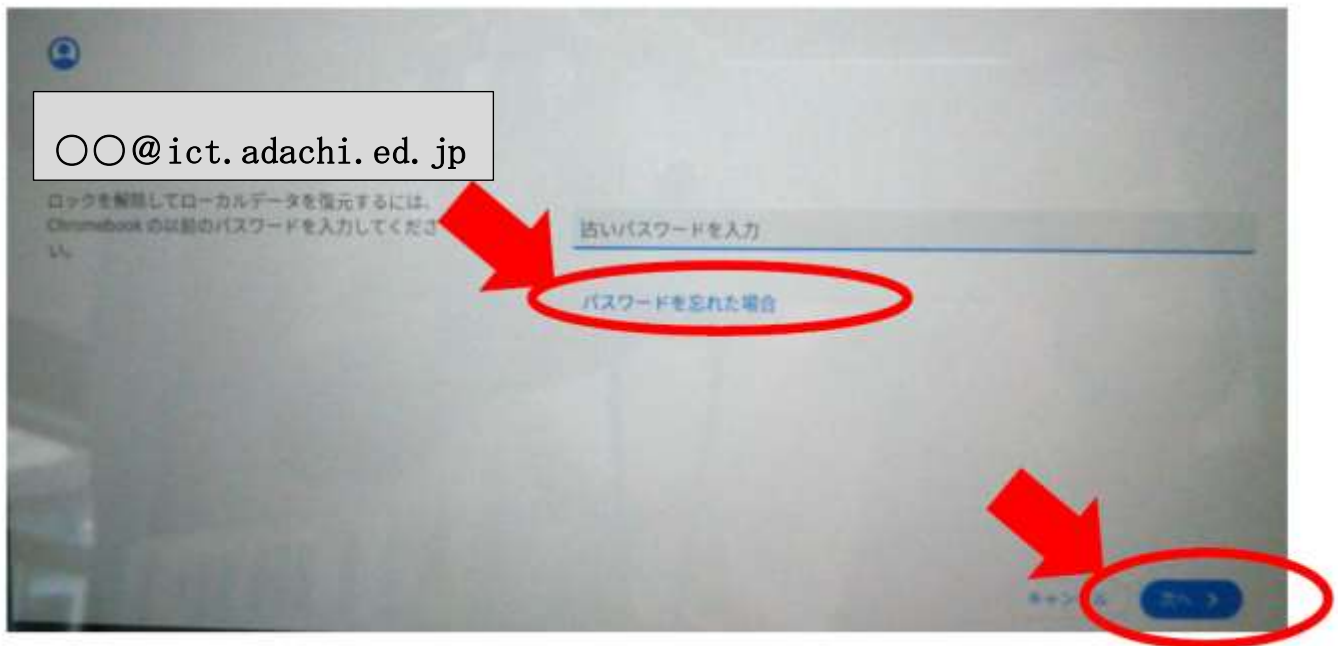 〇〇@ict.adachi.ed.jp
ロックを解除してローカルデータを復元するには、
Chromebook の以前のパスワードを入力してくださ
い。
古いパスワードを入力
パスワードを忘れた場合
キャンセル
次へ